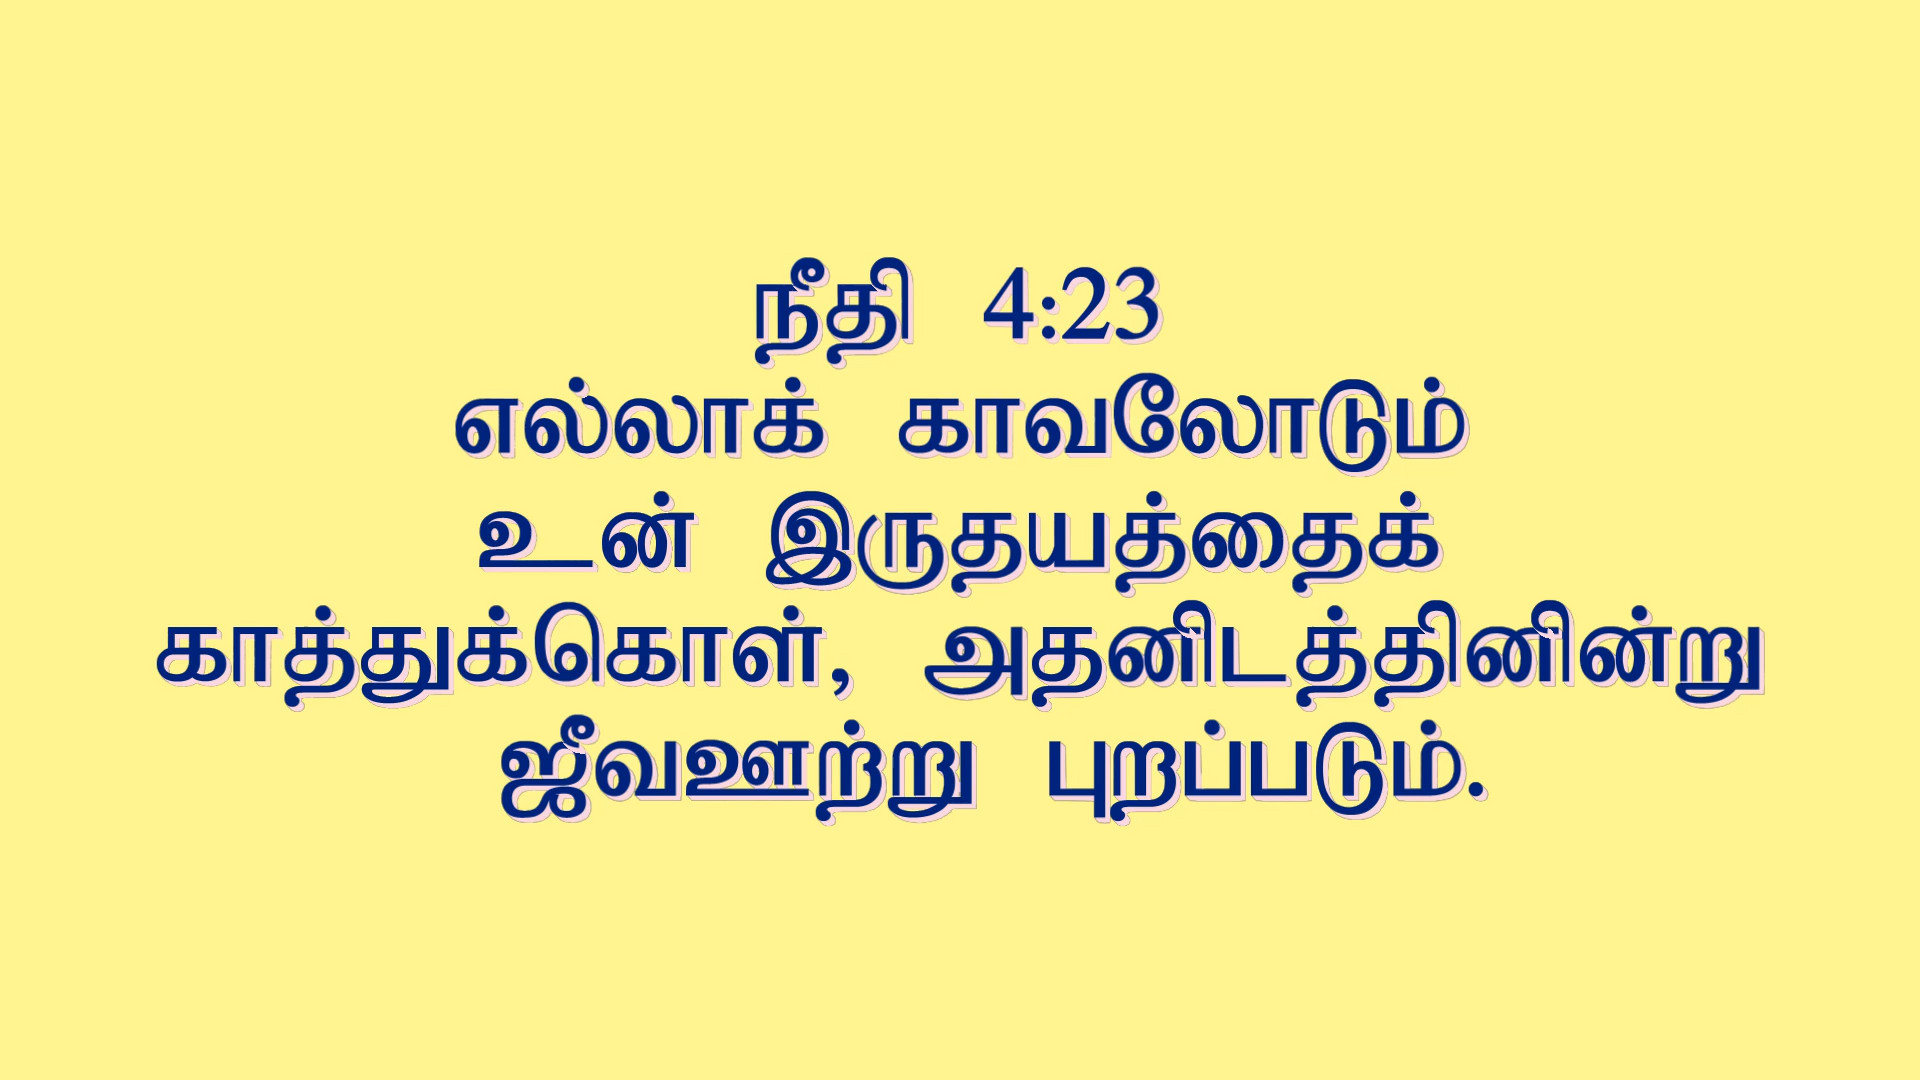 நீதி 4:23
எல்லாக் காவலோடும்
உன் இருதயத்தைக்
காத்துக்கொள், அதனிடத்தினின்று
ஜீவஊற்று புறப்படும்.